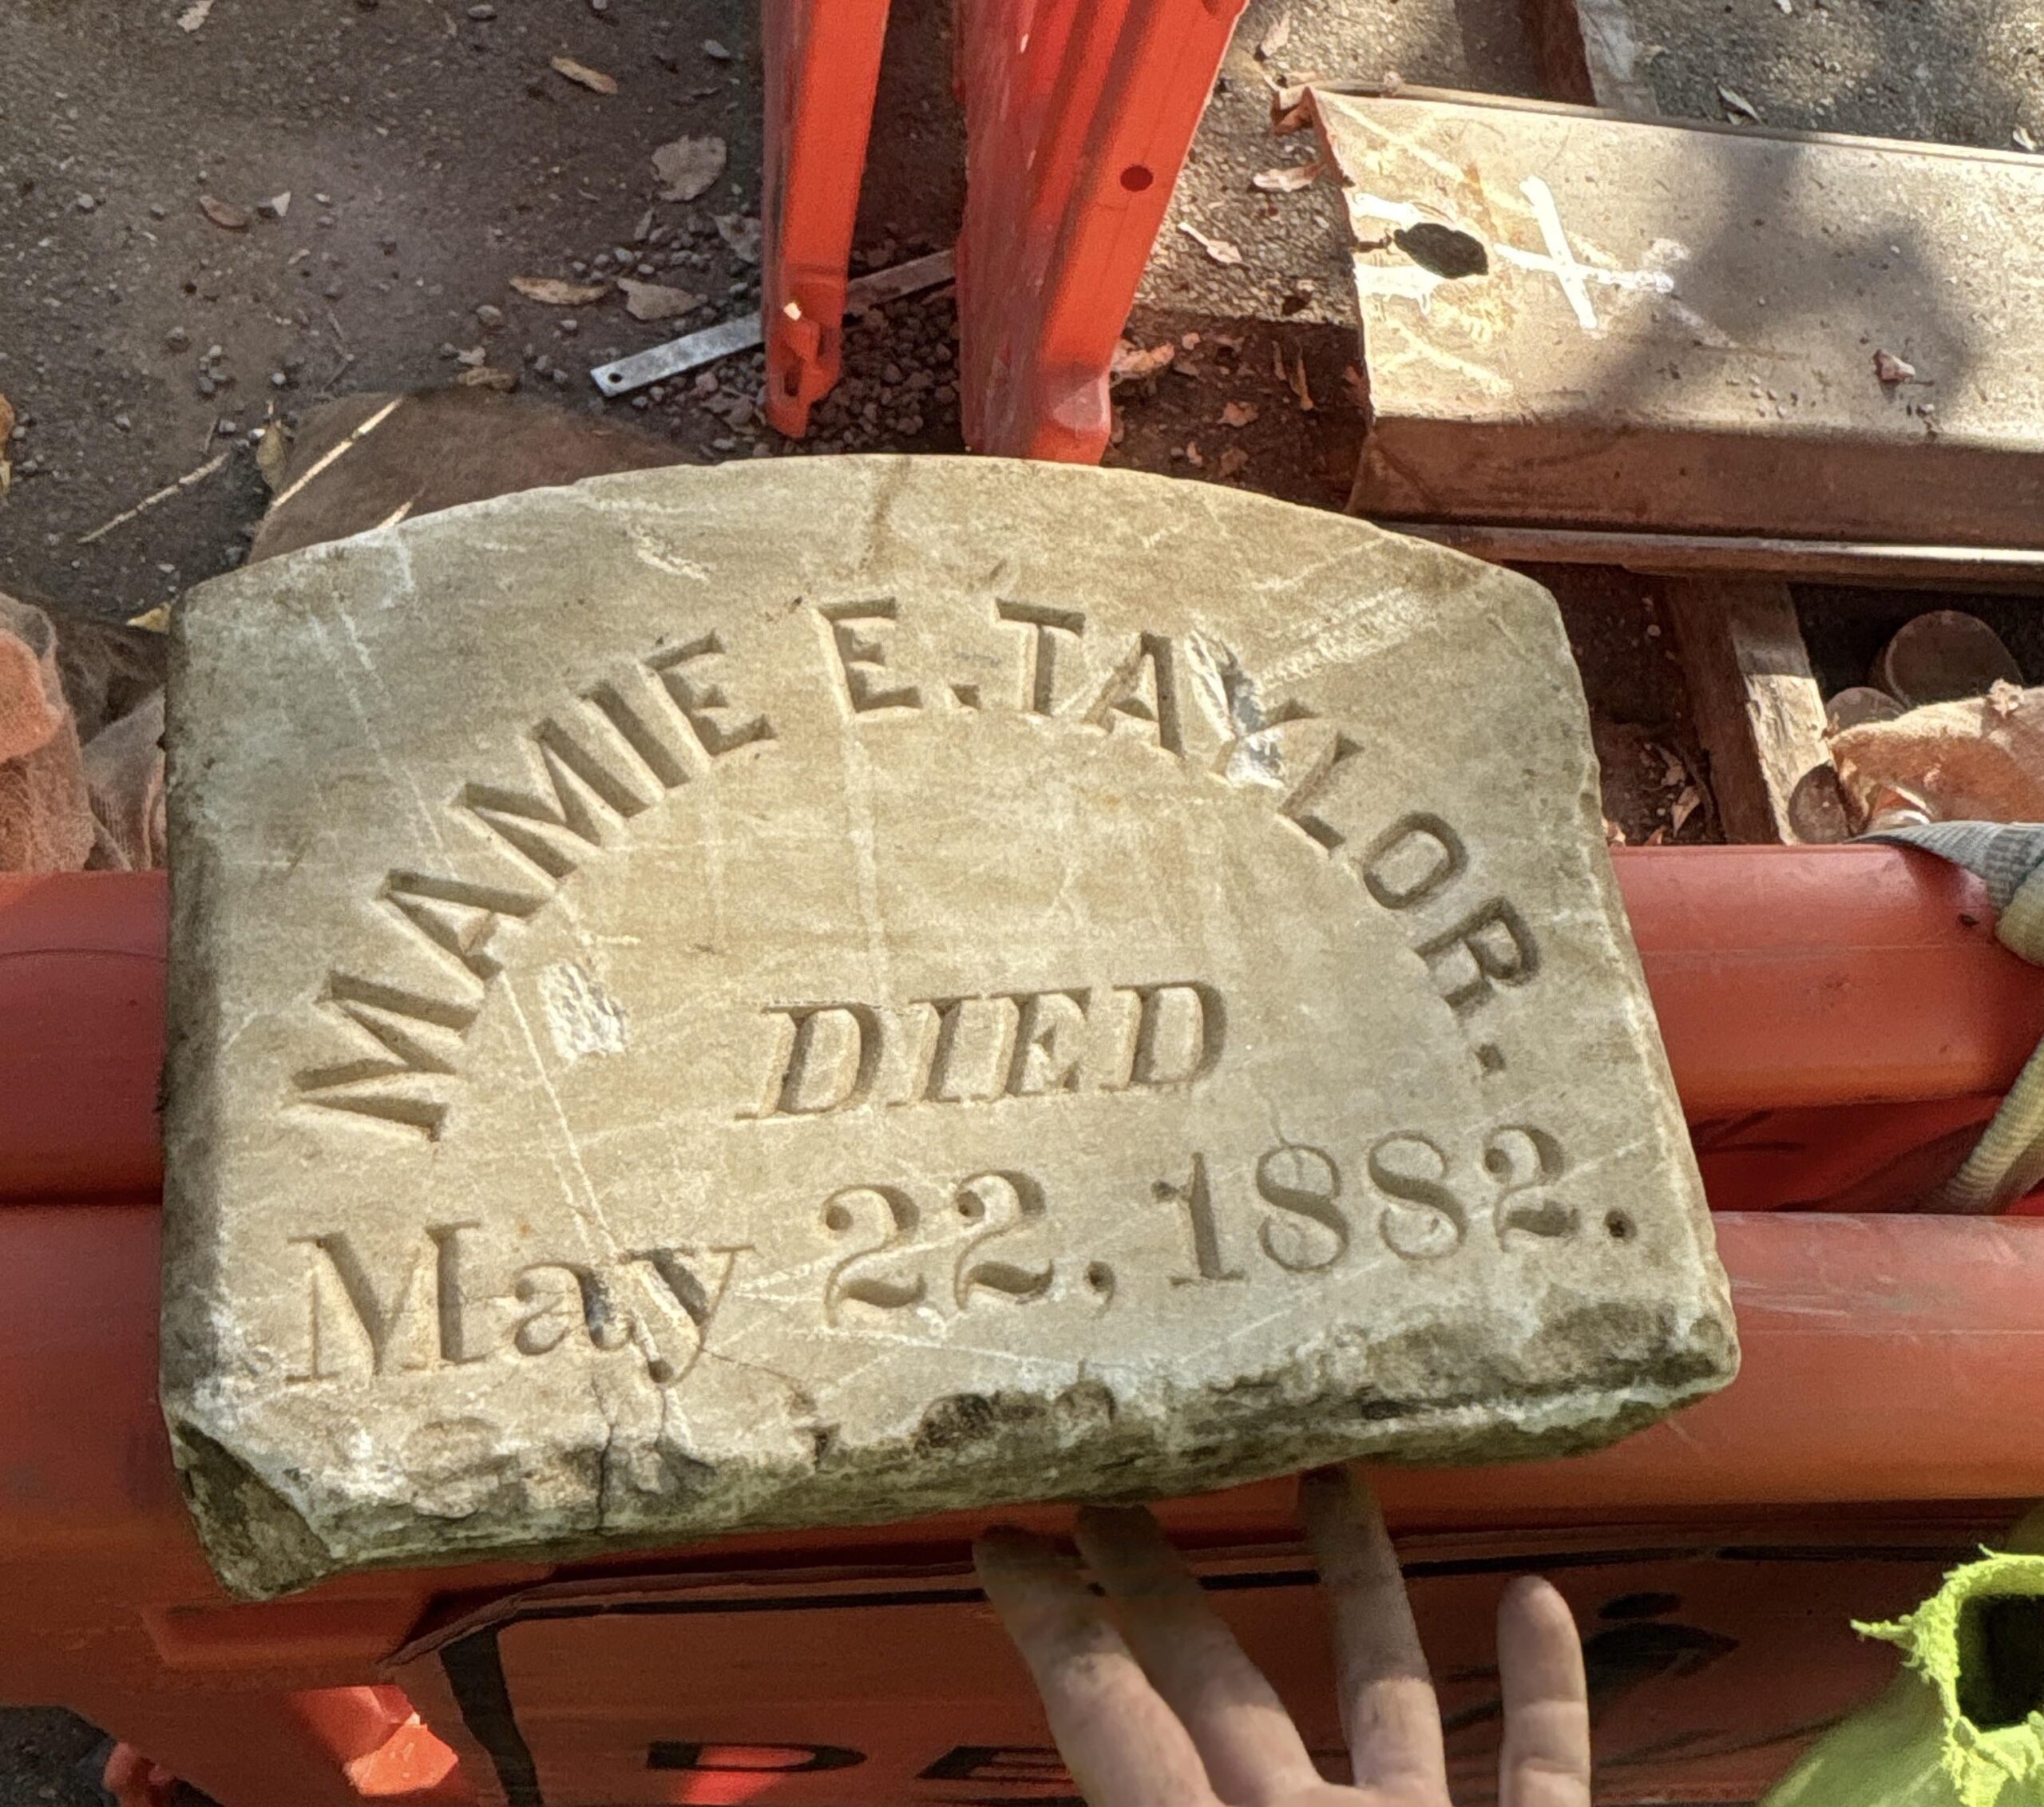 MAMIE E. TAYLOR.
DIED
May 22, 1882.